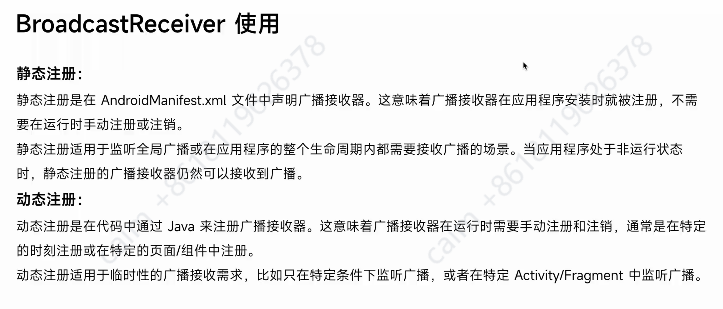 BroadcastReceiver 使用
静态注册：
静态注册是在 AndroidManifest.xml 文件中声明广播接收器。这意味着广播接收器在应用程序安装时就被注册，不需
要在运行时手动注册或注销。
静态注册适用于监听全局广播或在应用程序的整个生命周期内都需要接收广播的场景。当应用程序处于非运行状态
时，静态注册的广播接收器仍然可以接收到广播。
动态注册：
动态注册是在代码中通过 Java 来注册广播接收器。这意味着广播接收器在运行时需要手动注册和注销，通常是在特定
的时刻注册或在特定的页面/组件中注册。
动态注册适用于临时性的广播接收需求，比如只在特定条件下监听广播，或者在特定 Activity/Fragment 中监听广播。
calm +8618119026378
calm +8618119026378